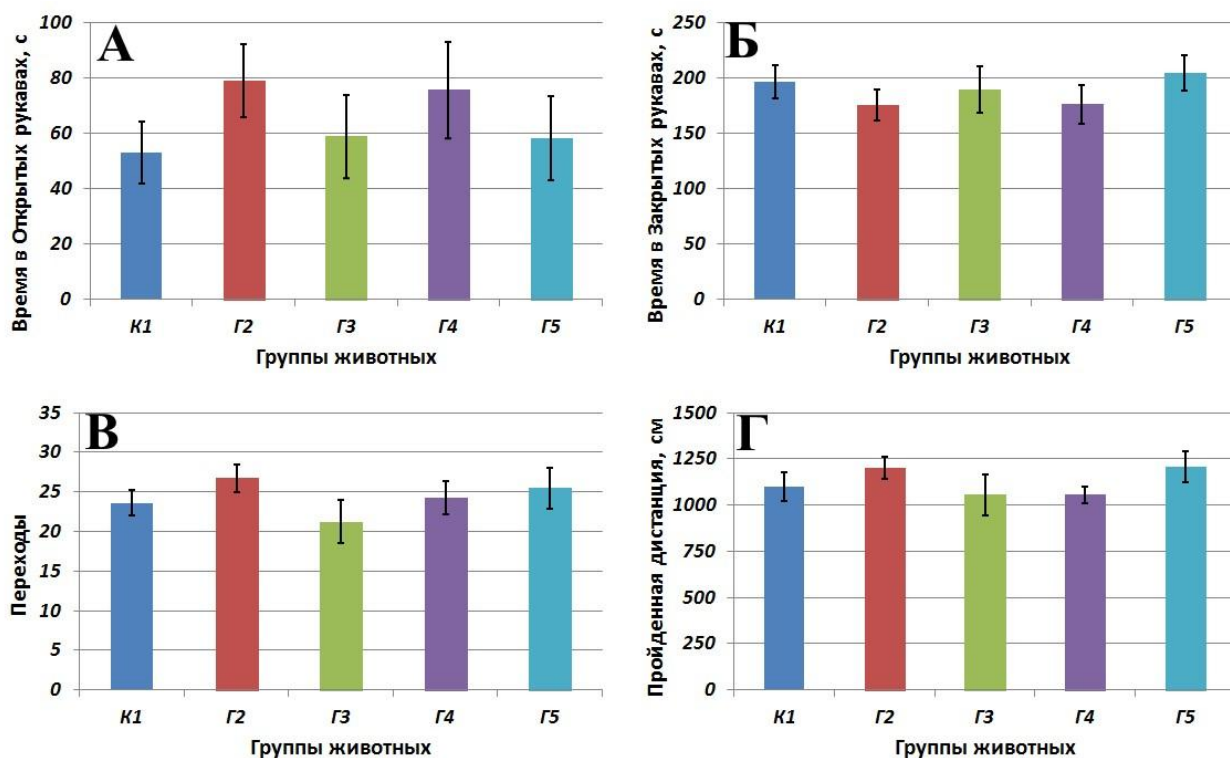 А
Время в Открытых рукавах, с
100
80
60
40
20
0
К1 Г2 Г3 Г4 Г5
Группы животных
Б
Время в Закрытых рукавах, с
250
200
150
100
50
0
К1 Г2 Г3 Г4 Г5
Группы животных
В
Переходы
35
30
25
20
15
10
5
0
К1 Г2 Г3 Г4 Г5
Группы животных
Г
Пройденная дистанция, см
1500
1250
1000
750
500
250
0
К1 Г2 Г3 Г4 Г5
Группы животных